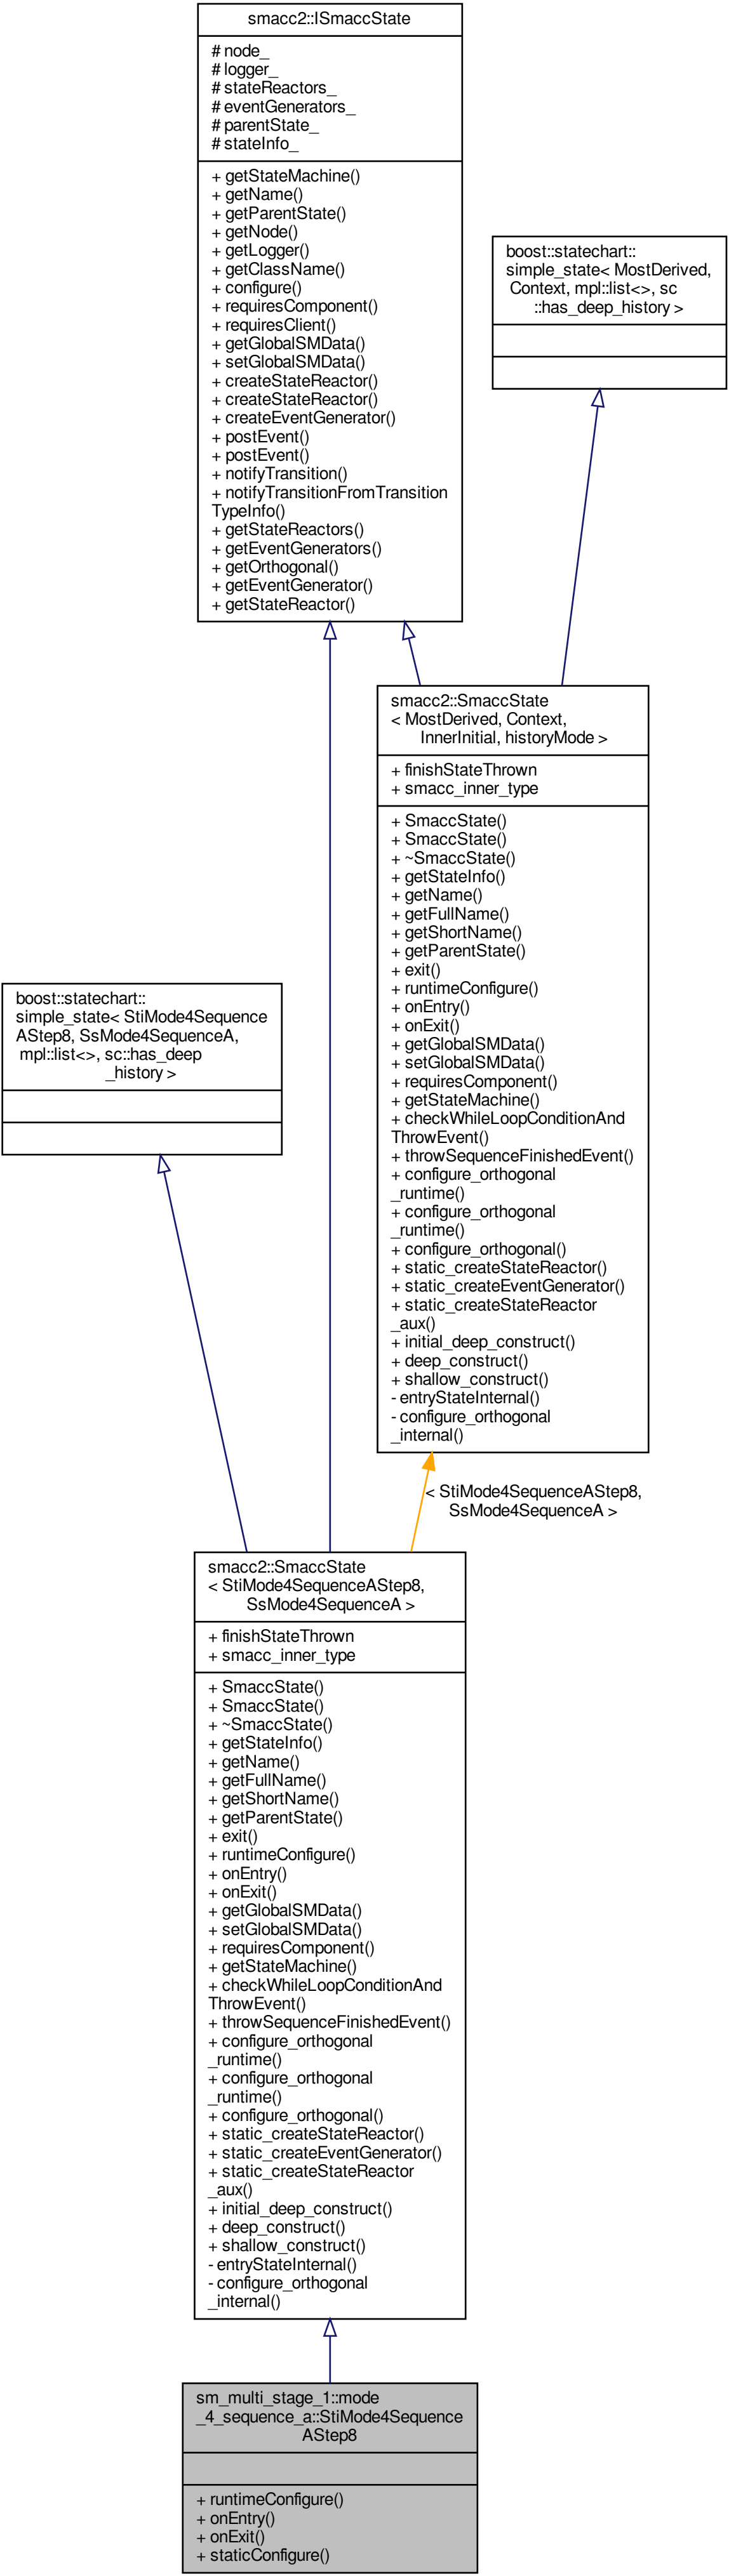 smacc2::ISmaccState
# node_
# logger_
# stateReactors_
# eventGenerators_
# parentState_
# stateInfo_
+ getStateMachine()
+ getName()
+ getParentState()
+ getNode()
+ getLogger()
+ getClassName()
+ configure()
+ requiresComponent()
+ requiresClient()
+ getGlobalSMData()
+ setGlobalSMData()
+ createStateReactor()
+ createStateReactor()
+ createEventGenerator()
+ postEvent()
+ postEvent()
+ notifyTransition()
+ notifyTransitionFromTransition
TypeInfo()
+ getStateReactors()
+ getEventGenerators()
+ getOrthogonal()
+ getEventGenerator()
+ getStateReactor()
boost::statechart::
simple_state< MostDerived,
Context, mpl::list<>, sc
::has_deep_history >
smacc2::SmaccState
< MostDerived, Context,
InnerInitial, historyMode >
+ finishStateThrown
+ smacc_inner_type
+ SmaccState()
+ SmaccState()
+ ~SmaccState()
+ getStateInfo()
+ getName()
+ getFullName()
+ getShortName()
+ getParentState()
+ exit()
+ runtimeConfigure()
+ onEntry()
+ onExit()
+ getGlobalSMData()
+ setGlobalSMData()
+ requiresComponent()
+ getStateMachine()
+ checkWhileLoopConditionAnd
ThrowEvent()
+ throwSequenceFinishedEvent()
+ configure_orthogonal
_runtime()
+ configure_orthogonal
_runtime()
+ configure_orthogonal()
+ static_createStateReactor()
+ static_createEventGenerator()
+ static_createStateReactor
_aux()
+ initial_deep_construct()
+ deep_construct()
+ shallow_construct()
- entryStateInternal()
- configure_orthogonal
_internal()
boost::statechart::
simple_state< StiMode4Sequence
AStep8, SsMode4SequenceA,
mpl::list<>, sc::has_deep
_history >
< StiMode4SequenceAStep8,
SsMode4SequenceA >
smacc2::SmaccState
< StiMode4SequenceAStep8,
SsMode4SequenceA >
+ finishStateThrown
+ smacc_inner_type
+ SmaccState()
+ SmaccState()
+ ~SmaccState()
+ getStateInfo()
+ getName()
+ getFullName()
+ getShortName()
+ getParentState()
+ exit()
+ runtimeConfigure()
+ onEntry()
+ onExit()
+ getGlobalSMData()
+ setGlobalSMData()
+ requiresComponent()
+ getStateMachine()
+ checkWhileLoopConditionAnd
ThrowEvent()
+ throwSequenceFinishedEvent()
+ configure_orthogonal
_runtime()
+ configure_orthogonal
_runtime()
+ configure_orthogonal()
+ static_createStateReactor()
+ static_createEventGenerator()
+ static_createStateReactor
_aux()
+ initial_deep_construct()
+ deep_construct()
+ shallow_construct()
- entryStateInternal()
- configure_orthogonal
_internal()
sm_multi_stage_1::mode
_4_sequence_a::StiMode4Sequence
AStep8
+ runtimeConfigure()
+ onEntry()
+ onExit()
+ staticConfigure()